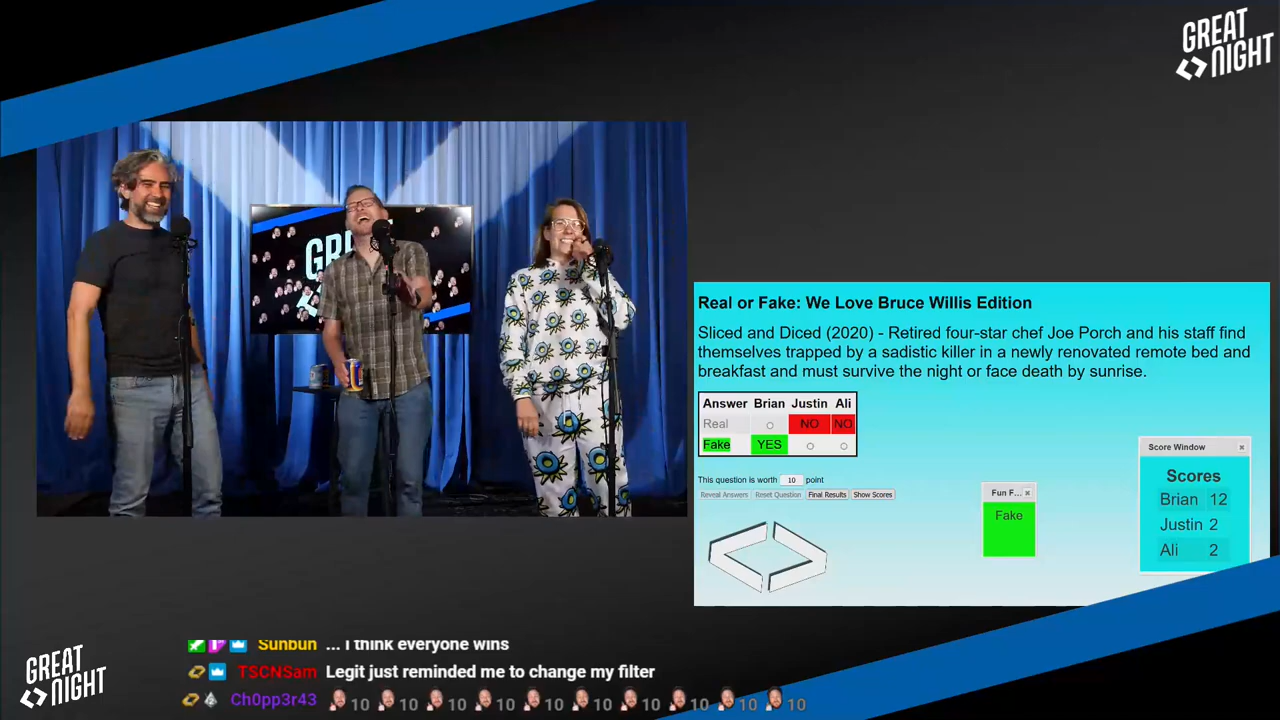 GREAT
NIGHT
Real or Fake: We Love Bruce Willis Edition
Sliced and Diced (2020) - Retired four-star chef Joe Porch and his staff find
themselves trapped by a sadistic killer in a newly renovated remote bed and
breakfast and must survive the night or face death by sunrise.
Answer Brian Justin Ali
Real NO NO
Fake YES
This question is worth 10 point
Reveal Answers Reset Question Final Results Show Scores
Fun F... ×
Fake
Score Window ×
Scores
Brian 12
Justin 2
Ali 2
GREAT
NIGHT
Sunbun ... I think everyone wins
TSCNSam Legit just reminded me to change my filter
Ch0pp3r43 10 10 10 10 10 10 10 10 10 10